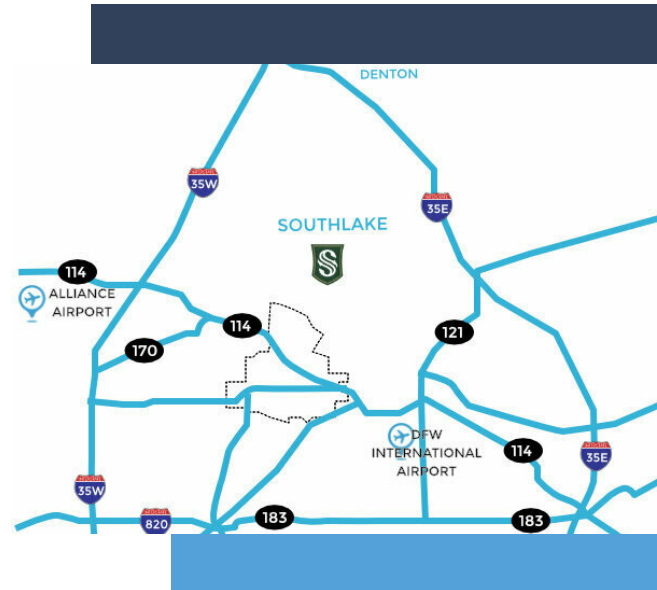 DENTON
35W
35E
SOUTHLAKE
S
114
ALLIANCE
AIRPORT
114
121
170
DFW
INTERNATIONAL
AIRPORT
114
35E
35W
820
183
183